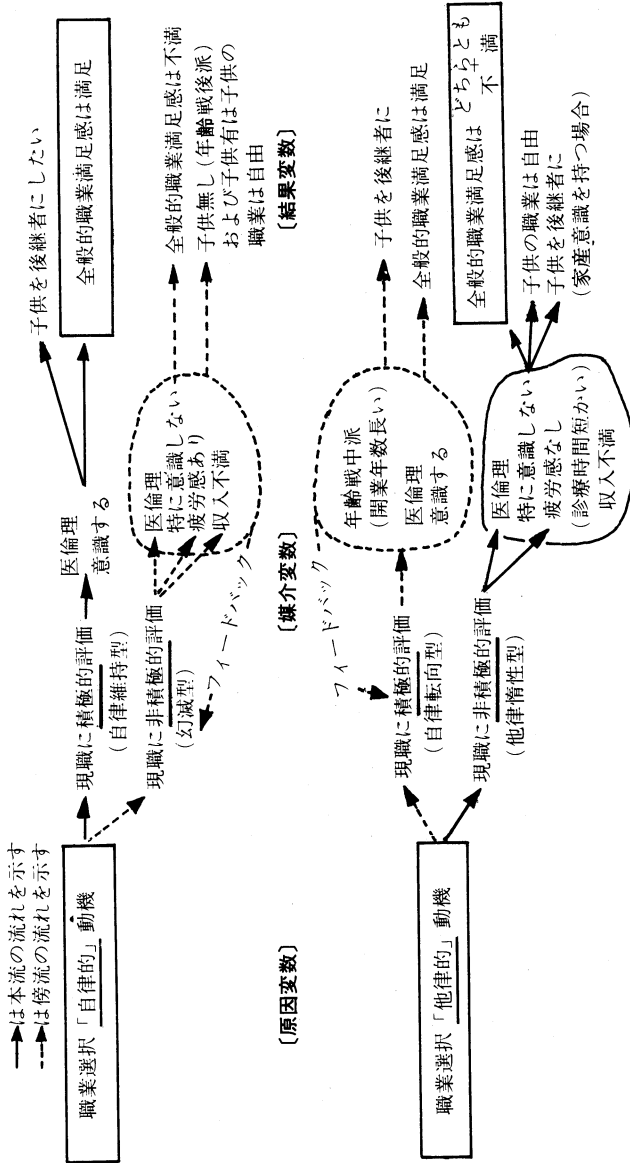 →は本流の流れを示す
⇢は傍流の流れを示す
職業選択「自律的」動機
現職に積極的評価
(自律維持型)
医倫理
意識する
子供を後継者にしたい
全般的職業満足感は満足
現職に非積極的評価
(幻滅型)
フィードバック
医倫理
特に意識しない
疲労感あり
収入不満
全般的職業満足感は不満
子供無し(年齢戦後派)
および子供有は子供の
職業は自由
〔原因変数〕
〔媒介変数〕
〔結果変数〕
職業選択「他律的」動機
フィードバック
現職に積極的評価
(自律転向型)
年齢戦中派
(開業年数長い)
医倫理
意識する
子供を後継者に
全般的職業満足感は満足
現職に非積極的評価
(他律惰性型)
医倫理
特に意識しない
疲労感なし
(診療時間短かい)
収入不満
全般的職業満足感は どちらとも
不満
子供の職業は自由
子供を後継者に
(家産意識を持つ場合)